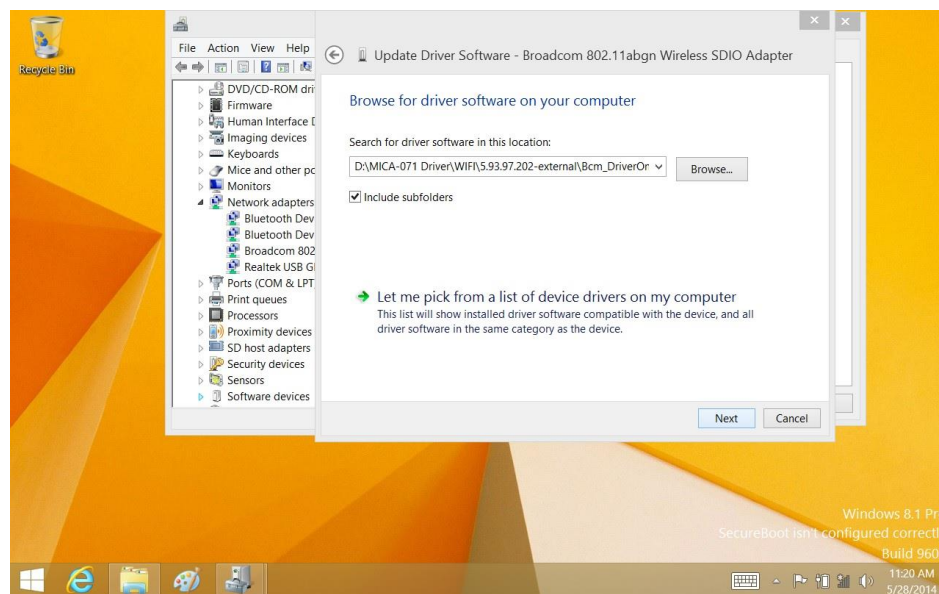 Recycle Bin
File Action View Help
DVD/CD-ROM dri
Firmware
Human Interface D
Imaging devices
Keyboards
Mice and other po
Monitors
Network adapters
Bluetooth Dev
Bluetooth Dev
Broadcom 802
Realtek USB G
Ports (COM & LPT
Print queues
Processors
Proximity devices
SD host adapters
Security devices
Sensors
Software devices
Update Driver Software - Broadcom 802.11abgn Wireless SDIO Adapter
Browse for driver software on your computer
Search for driver software in this location:
D:\MICA-071 Driver\WIFI\5.93.97.202-external\Bcm_DriverOn
Browse...
Include subfolders
Let me pick from a list of device drivers on my computer
This list will show installed driver software compatible with the device, and all
driver software in the same category as the device.
Next Cancel
Windows 8.1 Pr
SecureBoot isn't configured correctl
Build 960
11:20 AM
5/28/2014